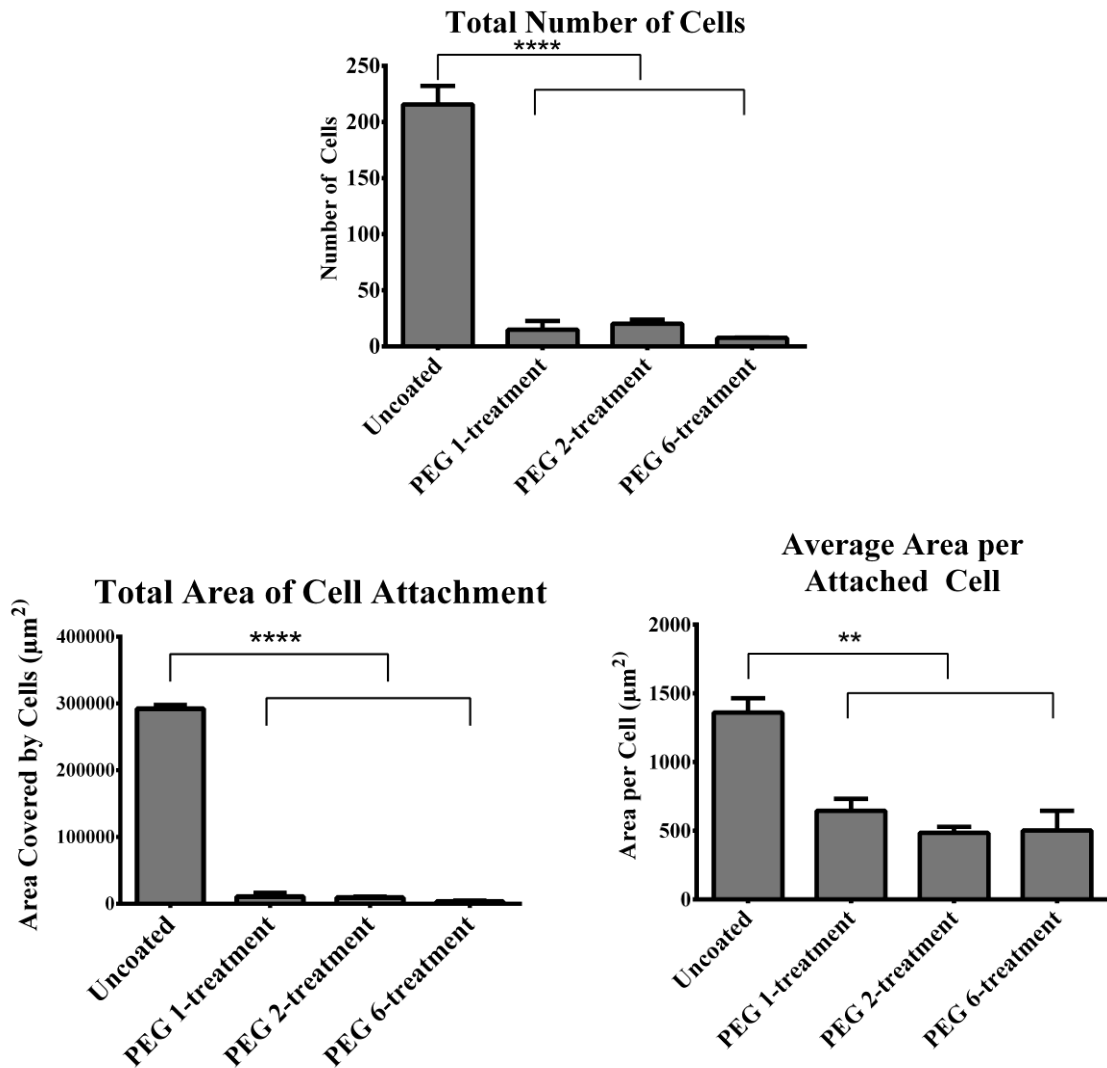 Total Number of Cells
****
250
200
150
100
50
0
Number of Cells
Uncoated
PEG 1-treatment
PEG 2-treatment
PEG 6-treatment
Total Area of Cell Attachment
****
400000
300000
200000
100000
0
Area Covered by Cells (µm²)
Uncoated
PEG 1-treatment
PEG 2-treatment
PEG 6-treatment
Average Area per
Attached Cell
**
2000
1500
1000
500
0
Area per Cell (µm²)
Uncoated
PEG 1-treatment
PEG 2-treatment
PEG 6-treatment